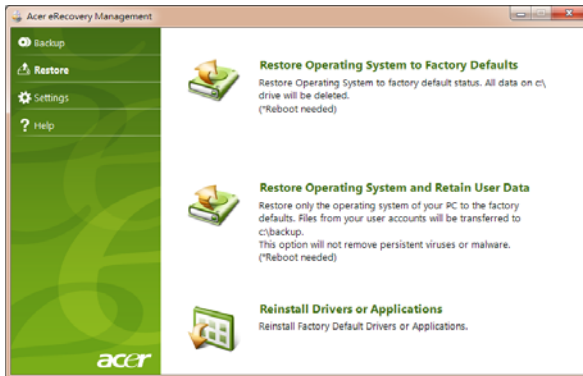 Acer eRecovery Management
Backup
Restore
Settings
? Help
Restore Operating System to Factory Defaults
Restore Operating System to factory default status. All data on c:\
drive will be deleted.
(*Reboot needed)
Restore Operating System and Retain User Data
Restore only the operating system of your PC to the factory
defaults. Files from your user accounts will be transferred to
c:\backup.
This option will not remove persistent viruses or malware.
(*Reboot needed)
Reinstall Drivers or Applications
Reinstall Factory Default Drivers or Applications.
acer